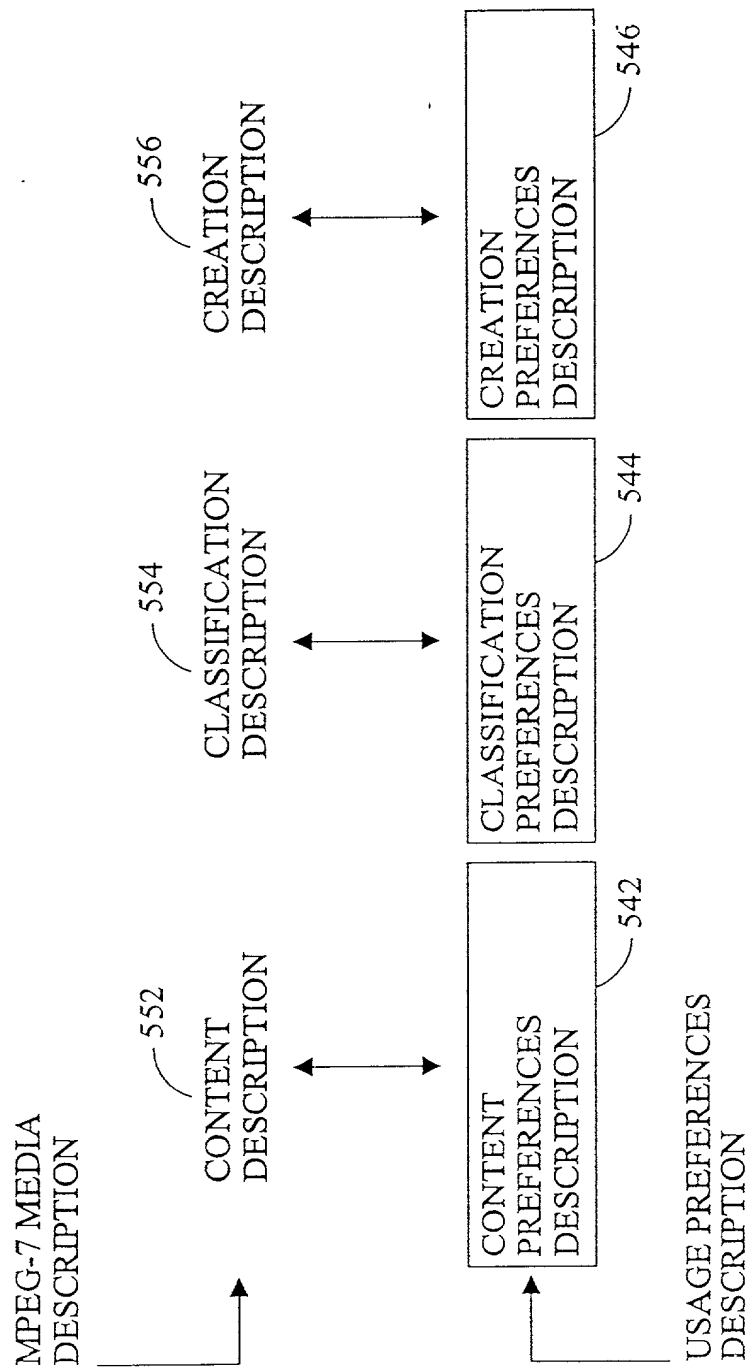 MPEG-7 MEDIA
DESCRIPTION
552
CONTENT
DESCRIPTION
554
CLASSIFICATION
DESCRIPTION
556
CREATION
DESCRIPTION
CONTENT
PREFERENCES
DESCRIPTION
542
CLASSIFICATION
PREFERENCES
DESCRIPTION
544
CREATION
PREFERENCES
DESCRIPTION
546
USAGE PREFERENCES
DESCRIPTION